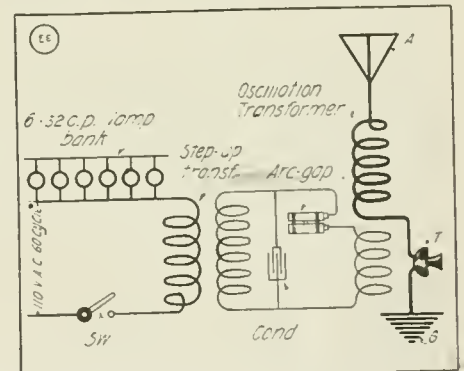 A
Oscillation
Transformer
6-32 c.p. lamp
bank
Step-up
transf.
Arc-gap
110 V A C 60 Cycle
T
SW
Cond
G